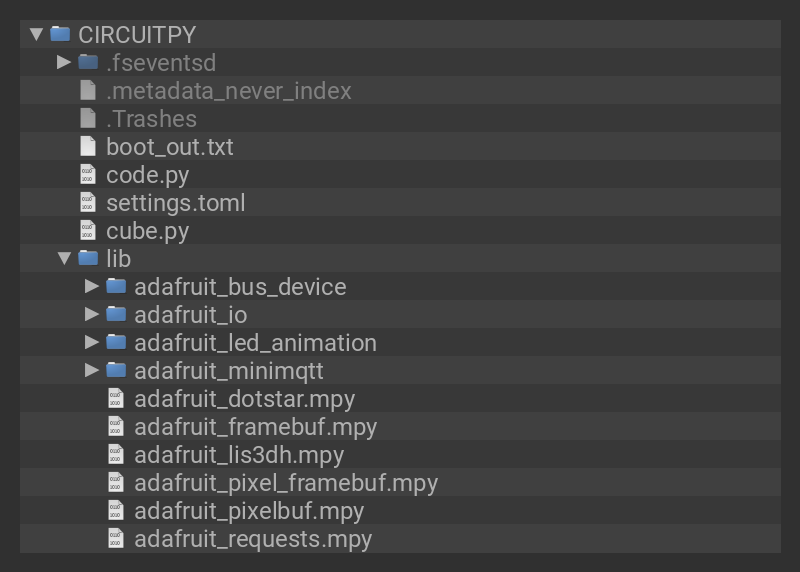 CIRCUITPY
.fseventsd
.metadata_never_index
.Trashes
boot_out.txt
code.py
settings.toml
cube.py
lib
adafruit_bus_device
adafruit_io
adafruit_led_animation
adafruit_minimqtt
adafruit_dotstar.mpy
adafruit_framebuf.mpy
adafruit_lis3dh.mpy
adafruit_pixel_framebuf.mpy
adafruit_pixelbuf.mpy
adafruit_requests.mpy